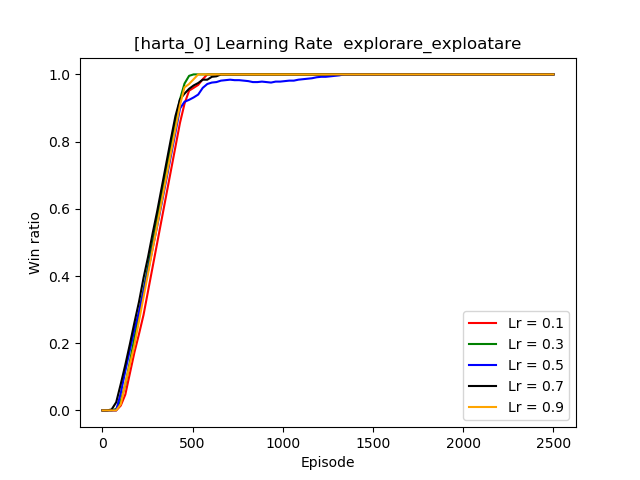 [harta_0] Learning Rate  explorare_exploatare
Win ratio
1.0
0.8
0.6
0.4
0.2
0.0
Lr = 0.1
Lr = 0.3
Lr = 0.5
Lr = 0.7
Lr = 0.9
0 500 1000 1500 2000 2500
Episode